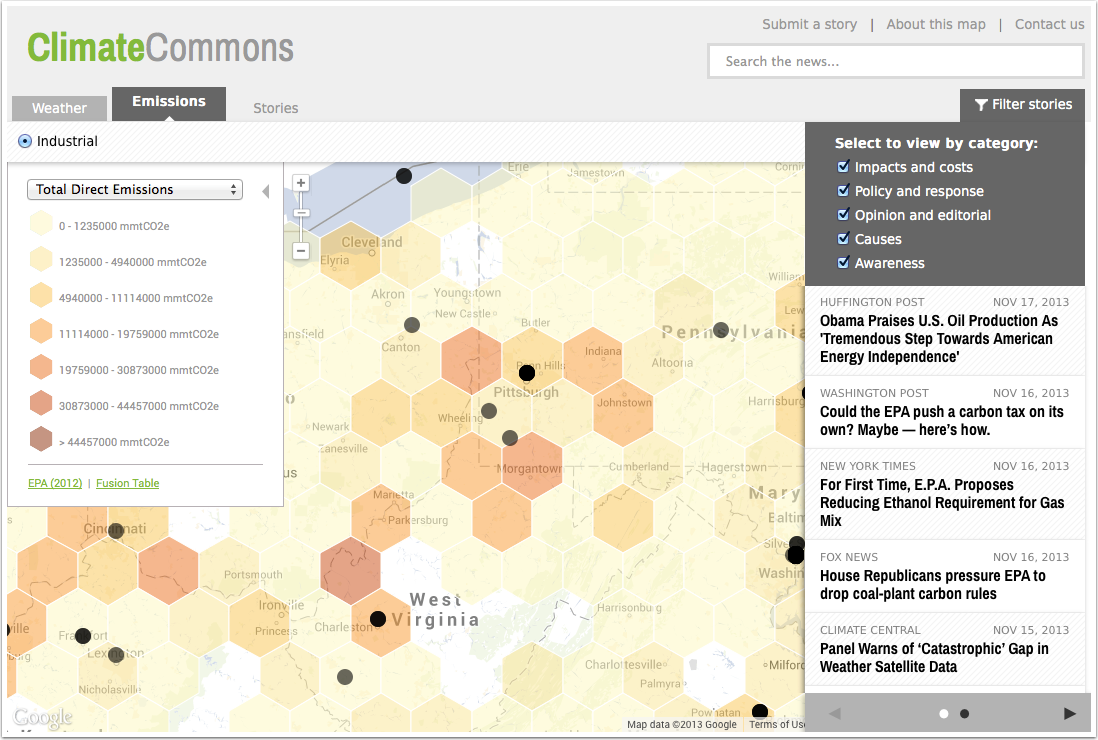 Submit a story | About this map | Contact us
ClimateCommons
Search the news...
Weather
Emissions
Stories
Filter stories
Industrial
Total Direct Emissions
0 - 1235000 mmtCO2e
1235000 - 4940000 mmtCO2e
4940000 - 11114000 mmtCO2e
11114000 - 19759000 mmtCO2e
19759000 - 30873000 mmtCO2e
30873000 - 44457000 mmtCO2e
> 44457000 mmtCO2e
EPA (2012) | Fusion Table
+
−
Erie
Jamestown
Cleveland
Elyria
Akron
Youngstown
New Castle
Butler
Canton
Pennsylvania
Indiana
Altoona
Pittsburgh
Johnstown
Harrisburg
Wheeling
Newark
Zanesville
Morgantown
Cumberland
Hagerstown
Marietta
Parkersburg
Cincinnati
Portsmouth
West
Virginia
Ironville
Princess
Charleston
Harrisonburg
Frankfort
Lexington
Nicholasville
Charlottesville
Milford
Palmyra
Powhatan
Google
Map data ©2013 Google
Terms of Use
Select to view by category:
Impacts and costs
Policy and response
Opinion and editorial
Causes
Awareness
HUFFINGTON POST NOV 17, 2013
Obama Praises U.S. Oil Production As
'Tremendous Step Towards American
Energy Independence'
WASHINGTON POST NOV 16, 2013
Could the EPA push a carbon tax on its
own? Maybe — here's how.
NEW YORK TIMES NOV 16, 2013
For First Time, E.P.A. Proposes
Reducing Ethanol Requirement for Gas
Mix
FOX NEWS NOV 16, 2013
House Republicans pressure EPA to
drop coal-plant carbon rules
CLIMATE CENTRAL NOV 15, 2013
Panel Warns of ‘Catastrophic’ Gap in
Weather Satellite Data